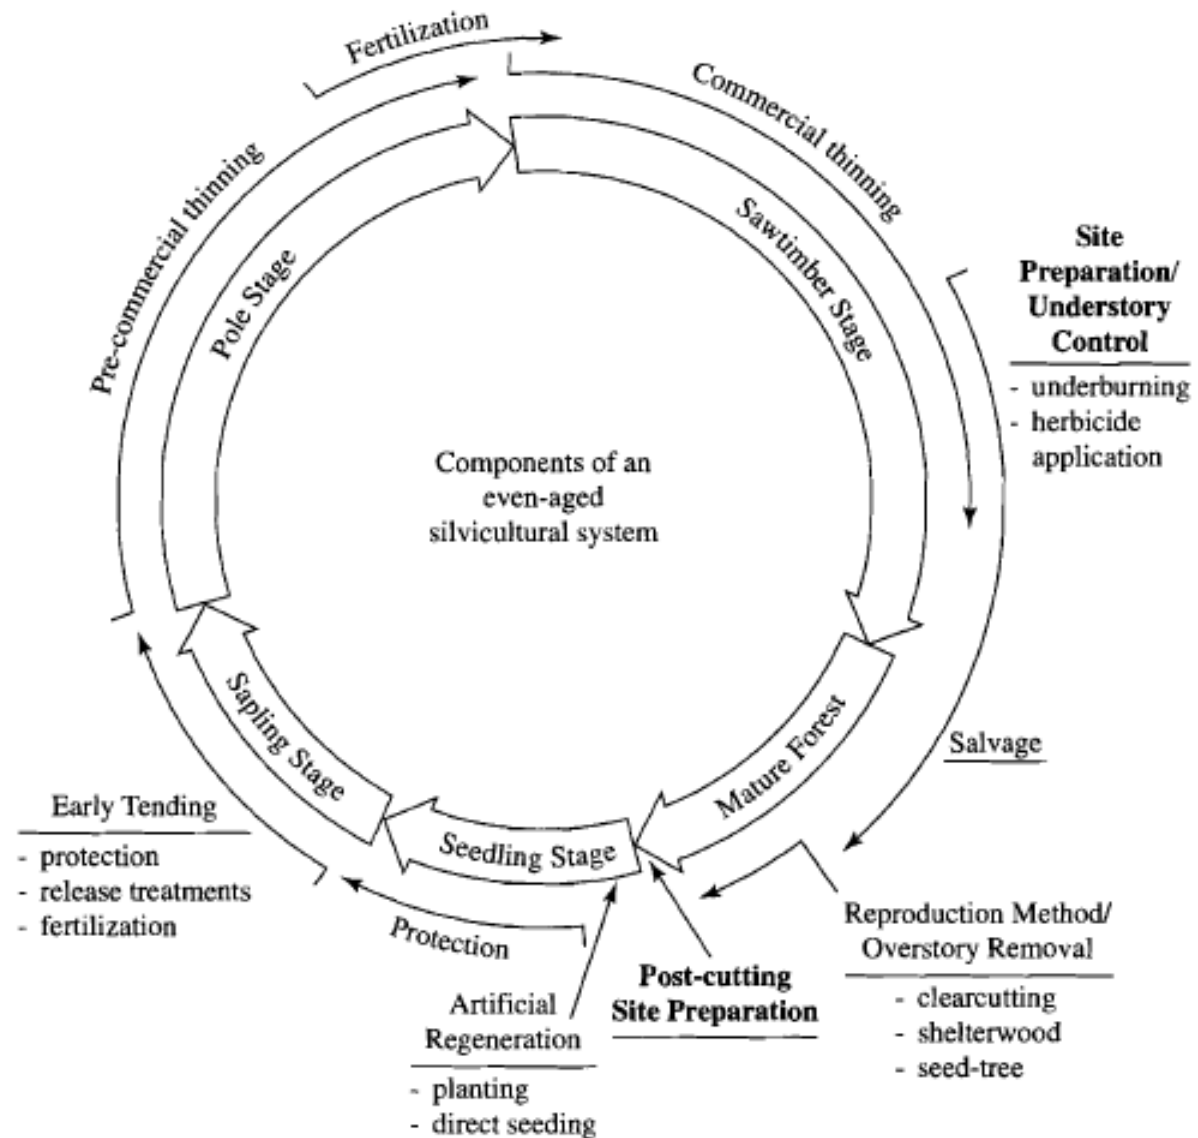 Fertilization
Commercial thinning
Pre-commercial thinning
Pole Stage
Sawtimber Stage
Site
Preparation/
Understory
Control
- underburning
- herbicide
application
Components of an
even-aged
silvicultural system
Sapling Stage
Mature Forest
Salvage
Early Tending
- protection
- release treatments
- fertilization
Seedling Stage
Protection
Reproduction Method/
Overstory Removal
- clearcutting
- shelterwood
- seed-tree
Post-cutting
Site Preparation
Artificial
Regeneration
- planting
- direct seeding